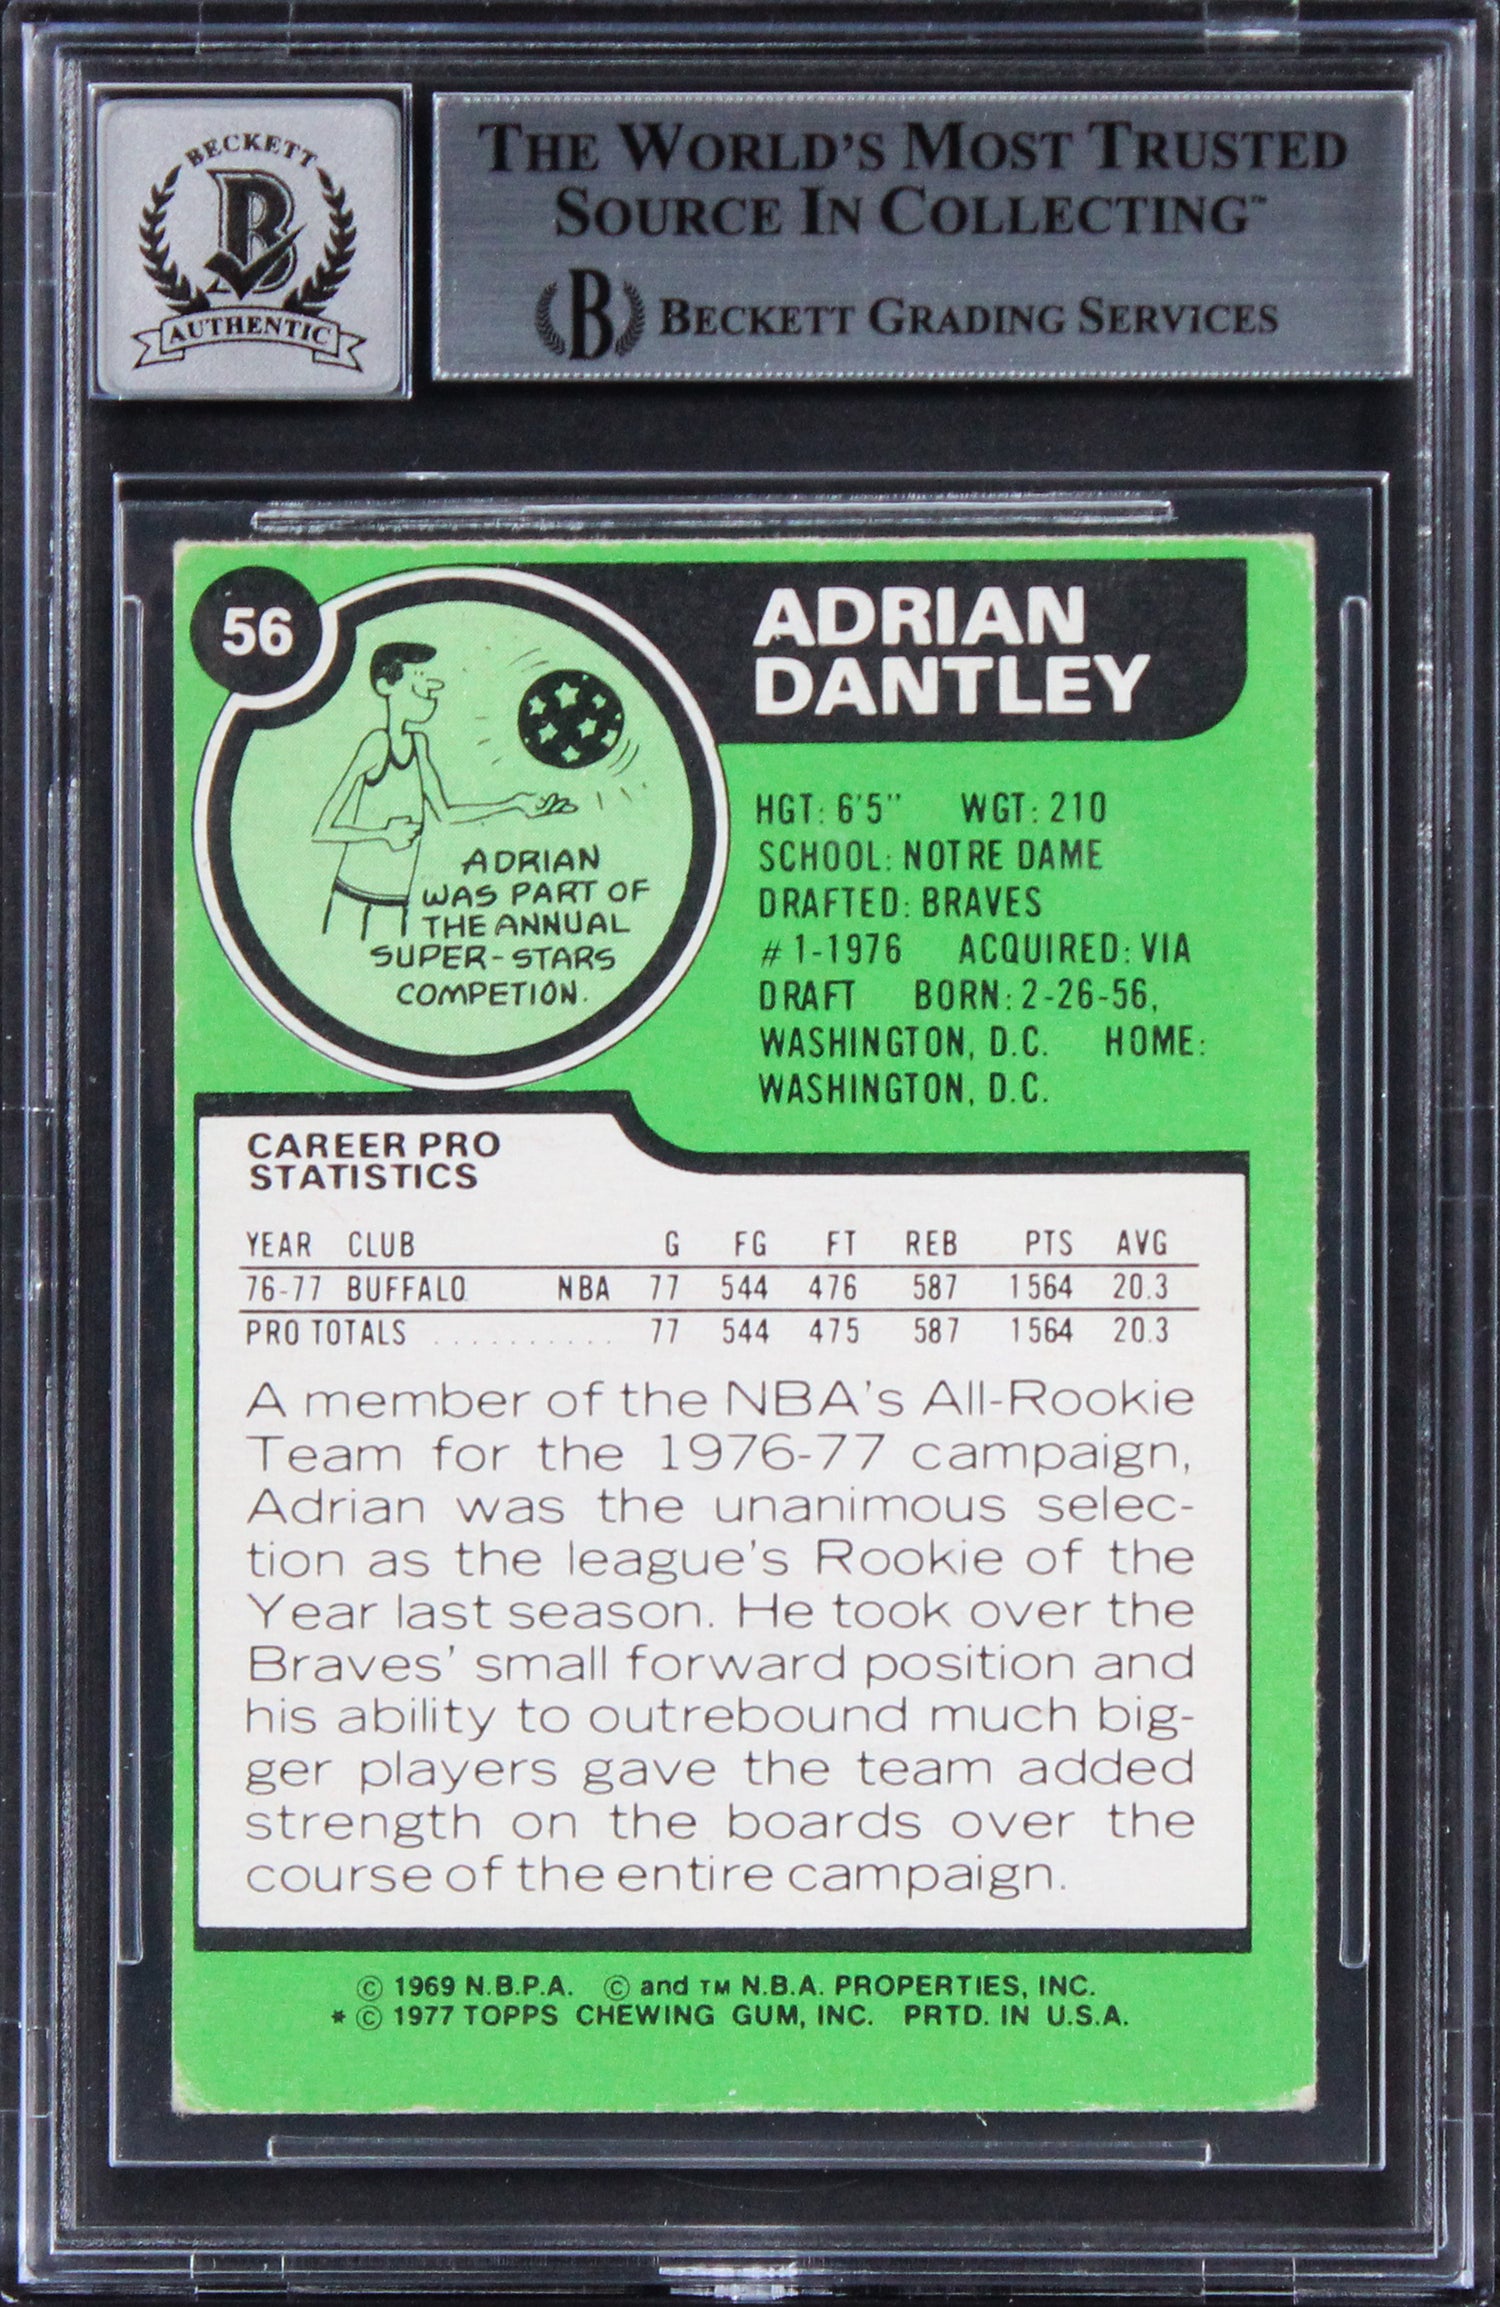 BECKETT
B
AUTHENTIC
THE WORLD'S MOST TRUSTED
SOURCE IN COLLECTING™
B BECKETT GRADING SERVICES
56
ADRIAN
DANTLEY
ADRIAN
WAS PART OF
THE ANNUAL
SUPER-STARS
COMPETION.
HGT: 6'5" WGT: 210
SCHOOL: NOTRE DAME
DRAFTED: BRAVES
#1-1976 ACQUIRED: VIA
DRAFT BORN: 2-26-56,
WASHINGTON, D.C. HOME:
WASHINGTON, D.C.
CAREER PRO
STATISTICS
YEAR CLUB G FG FT REB PTS AVG
76-77 BUFFALO NBA 77 544 476 587 1564 20.3
PRO TOTALS .......... 77 544 475 587 1564 20.3
A member of the NBA's All-Rookie
Team for the 1976-77 campaign,
Adrian was the unanimous selec-
tion as the league's Rookie of the
Year last season. He took over the
Braves' small forward position and
his ability to outrebound much big-
ger players gave the team added
strength on the boards over the
course of the entire campaign.
© 1969 N.B.P.A. © and TM N.B.A. PROPERTIES, INC.
* © 1977 TOPPS CHEWING GUM, INC. PRTD. IN U.S.A.